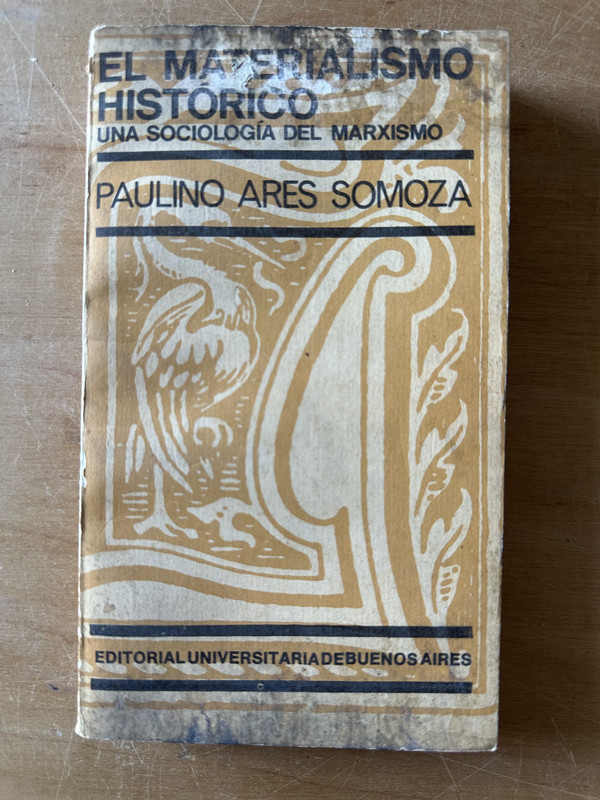 EL MATERIALISMO
HISTÓRICO
UNA SOCIOLOGÍA DEL MARXISMO
PAULINO ARES SOMOZA
EDITORIAL UNIVERSITARIA DE BUENOS AIRES